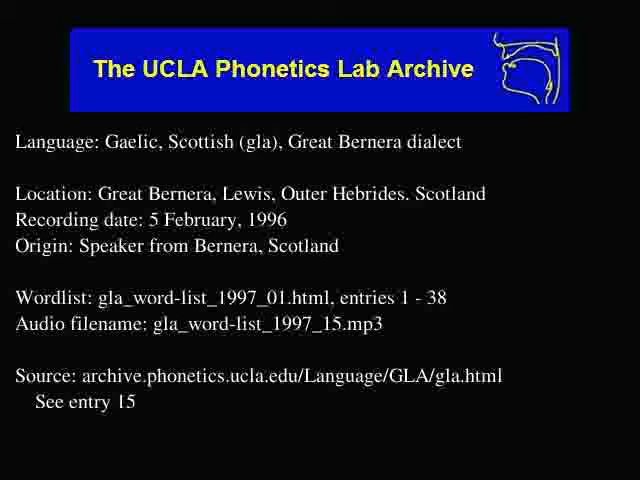 The UCLA Phonetics Lab Archive
Language: Gaelic, Scottish (gla), Great Bernera dialect
Location: Great Bernera, Lewis, Outer Hebrides. Scotland
Recording date: 5 February, 1996
Origin: Speaker from Bernera, Scotland
Wordlist: gla_word-list_1997_01.html, entries 1 - 38
Audio filename: gla_word-list_1997_15.mp3
Source: archive.phonetics.ucla.edu/Language/GLA/gla.html
See entry 15